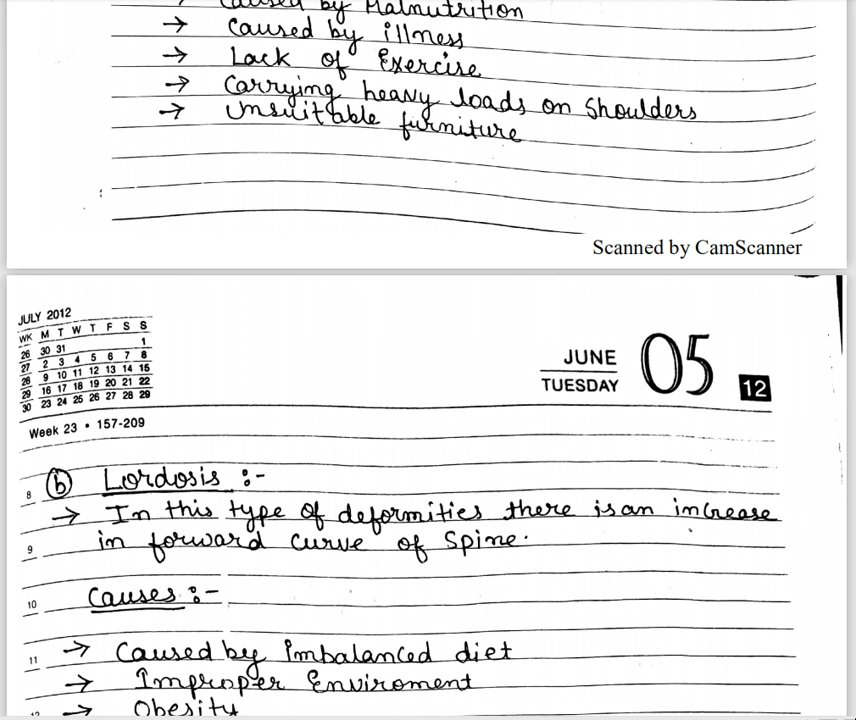 → Caused by Malnutrition
→ Caused by illness
→ Lack of Exercise
→ Carrying heavy loads on Shoulders
→ Unsuitable furniture
Scanned by CamScanner
JULY 2012
WK M T W T F S S
26 30 31 1
27 2 3 4 5 6 7 8
28 9 10 11 12 13 14 15
29 16 17 18 19 20 21 22
30 23 24 25 26 27 28 29
Week 23 • 157-209
JUNE
TUESDAY
05
12
8 (b) Lordosis :-
→ In this type of deformities there is an increase
9 in forward curve of Spine.
10 Causes :-
11 → Caused by imbalanced diet
→ Improper Enviroment
12 → Obesity